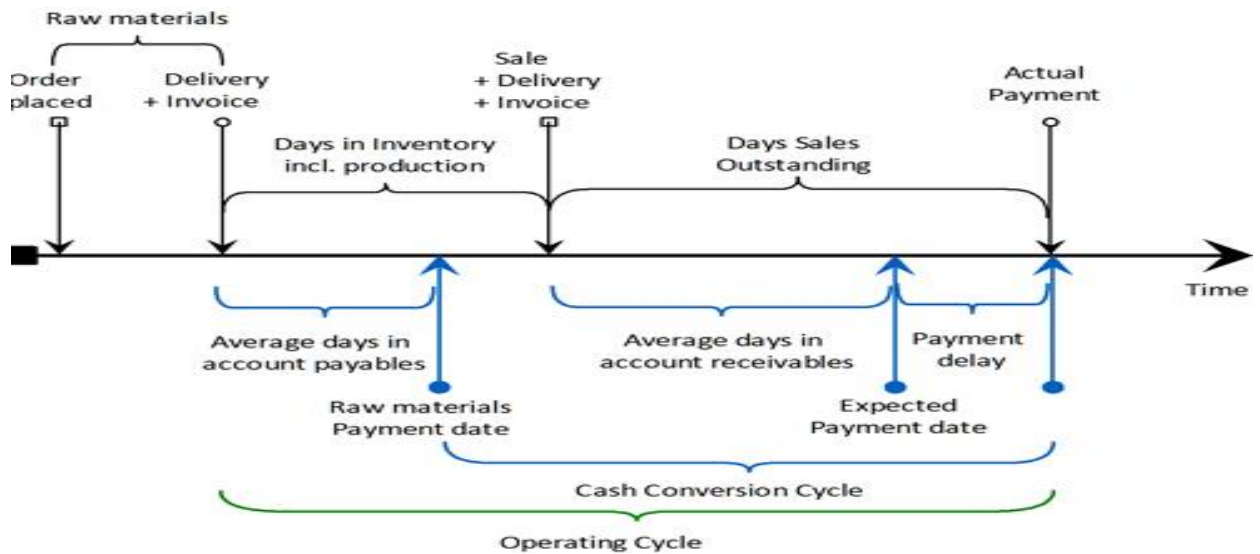 Raw materials
Order
placed
Delivery
+ Invoice
Sale
+ Delivery
+ Invoice
Actual
Payment
Days in Inventory
incl. production
Days Sales
Outstanding
Time
Average days in
account payables
Average days in
account receivables
Payment
delay
Raw materials
Payment date
Expected
Payment date
Cash Conversion Cycle
Operating Cycle